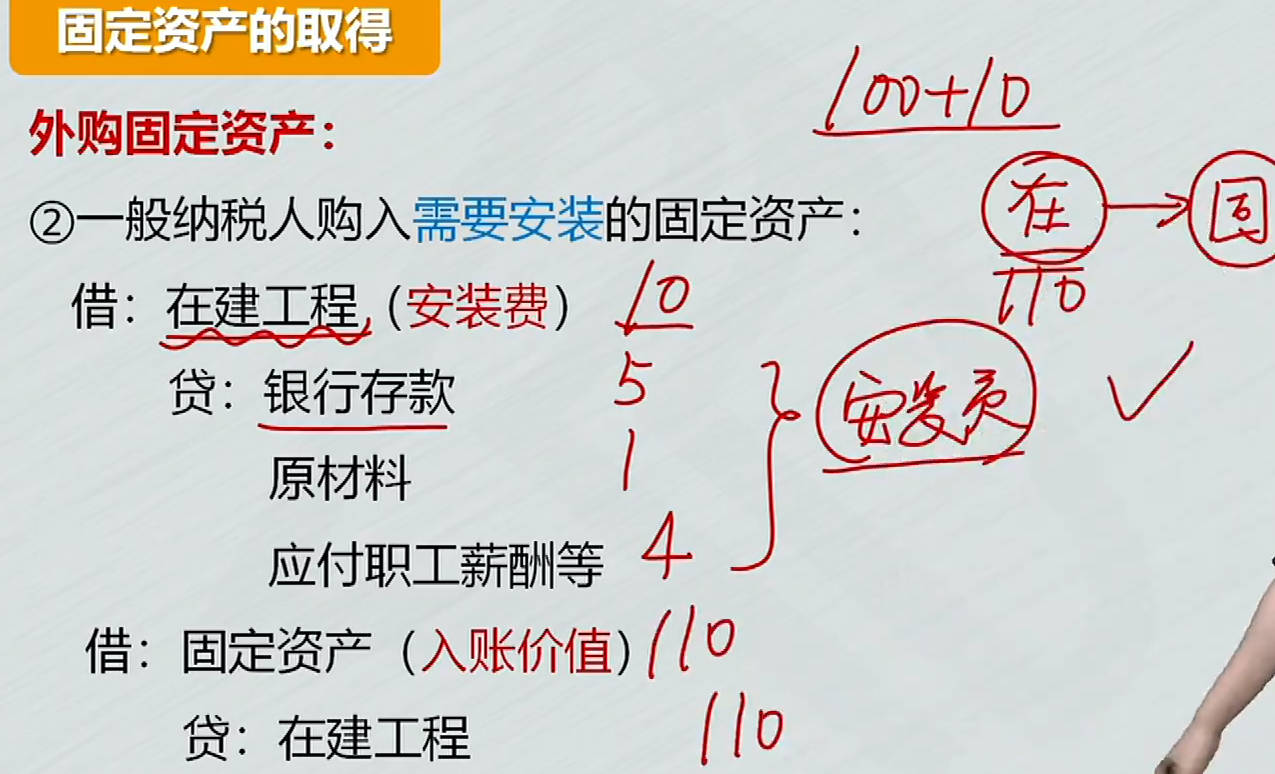 固定资产的取得
100+10
外购固定资产：
在→固
②一般纳税人购入需要安装的固定资产：
110
借：在建工程（安装费） 10
贷：银行存款 5
安装费
原材料 1
应付职工薪酬等 4
借：固定资产（入账价值）110
贷：在建工程 110